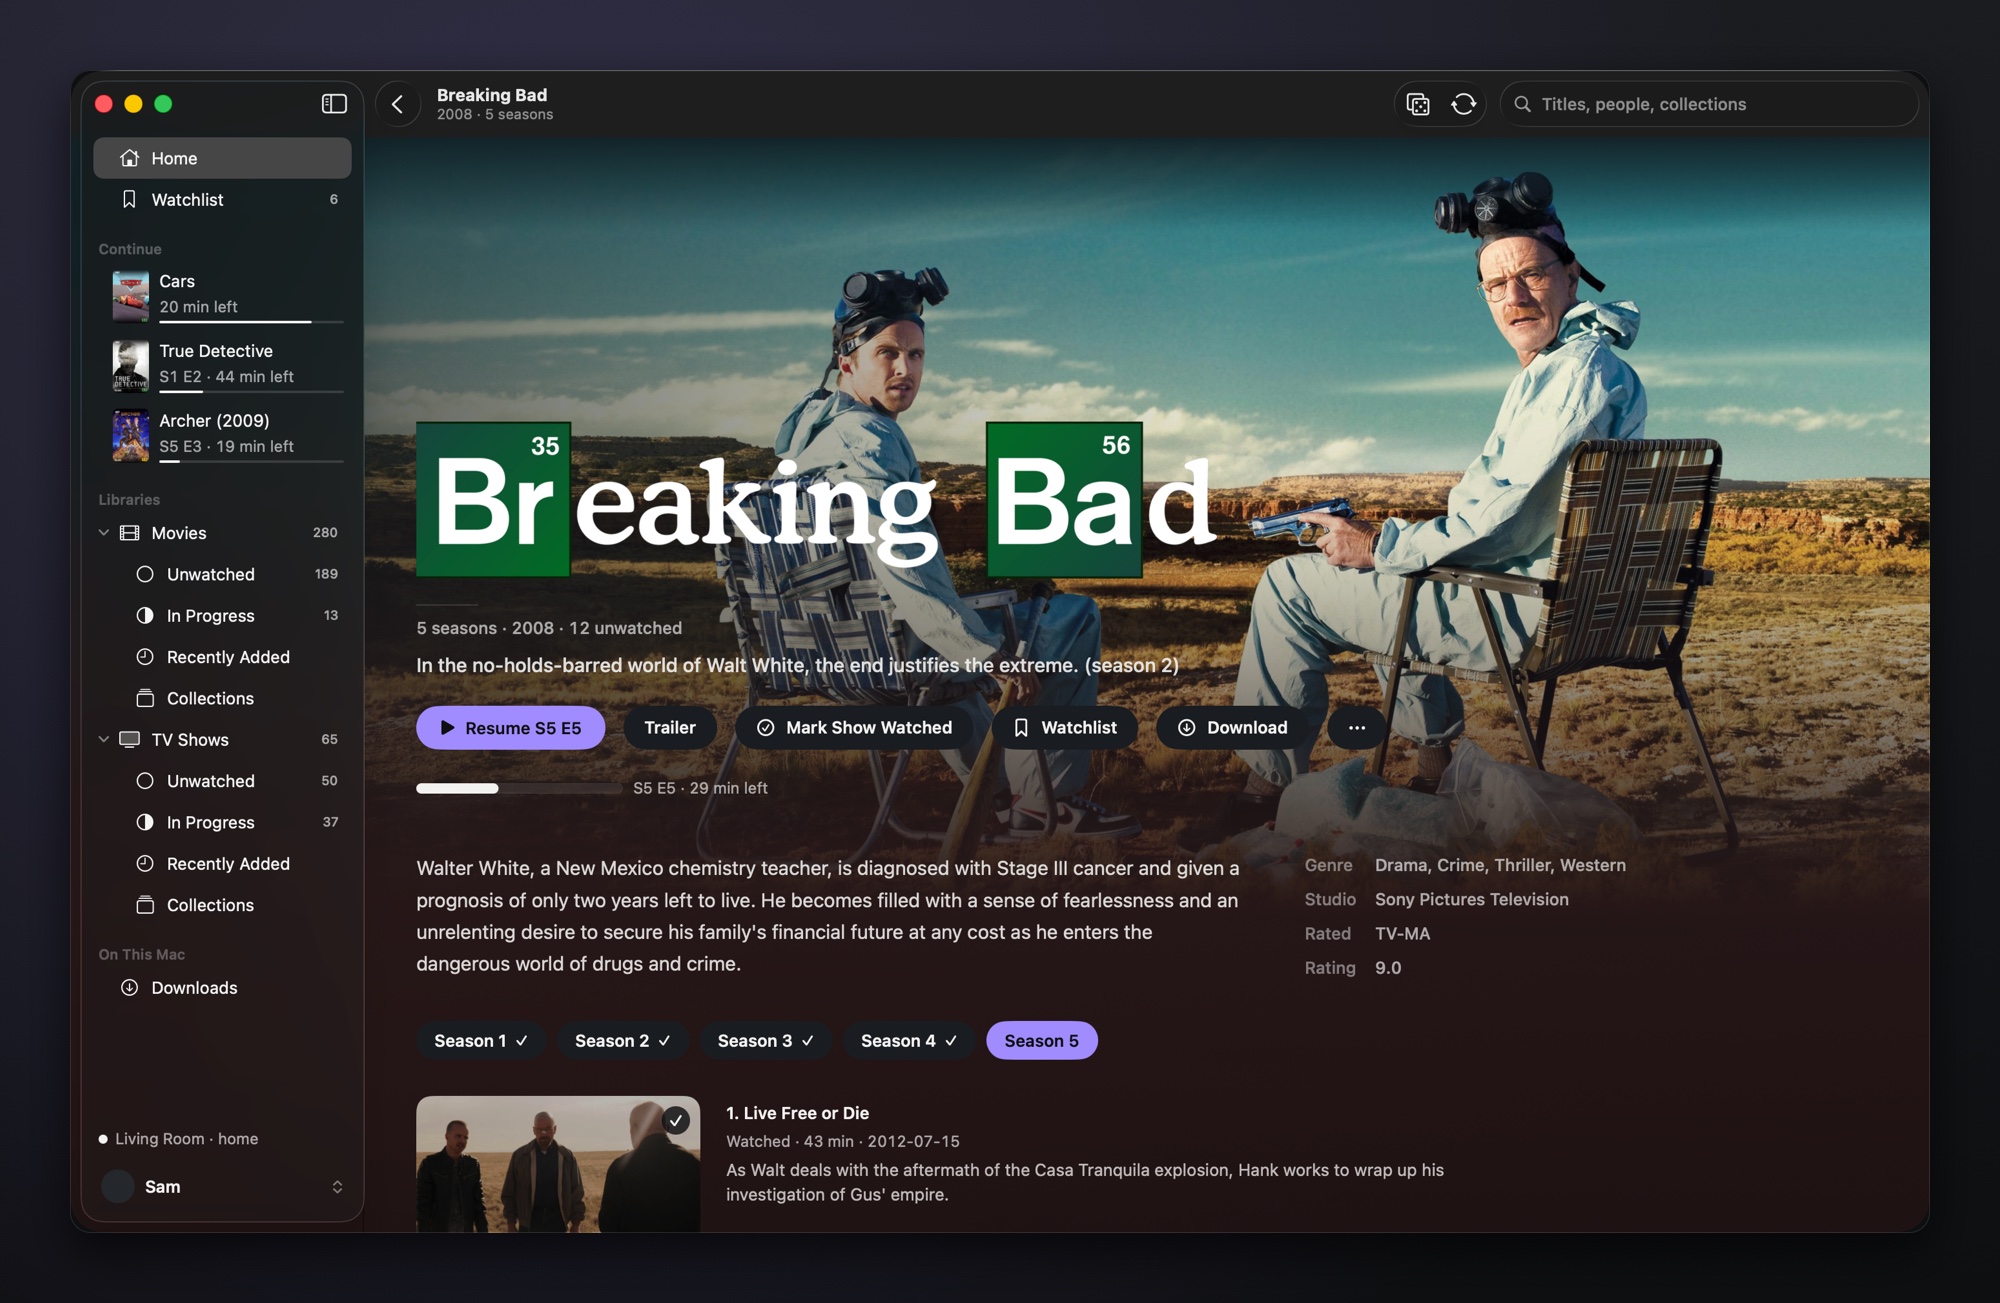 Breaking Bad
2008 · 5 seasons
Titles, people, collections
Home
Watchlist 6
Continue
Cars
20 min left
True Detective
S1 E2 · 44 min left
TRUE
DETECTIVE
Archer (2009)
S5 E3 · 19 min left
Libraries
Movies 280
Unwatched 189
In Progress 13
Recently Added
Collections
TV Shows 65
Unwatched 50
In Progress 37
Recently Added
Collections
On This Mac
Downloads
Living Room · home
Sam
35 56
Breaking Bad
5 seasons · 2008 · 12 unwatched
In the no-holds-barred world of Walt White, the end justifies the extreme. (season 2)
Resume S5 E5 Trailer Mark Show Watched Watchlist Download
S5 E5 · 29 min left
Walter White, a New Mexico chemistry teacher, is diagnosed with Stage III cancer and given a
prognosis of only two years left to live. He becomes filled with a sense of fearlessness and an
unrelenting desire to secure his family's financial future at any cost as he enters the
dangerous world of drugs and crime.
Genre Drama, Crime, Thriller, Western
Studio Sony Pictures Television
Rated TV-MA
Rating 9.0
Season 1 ✓ Season 2 ✓ Season 3 ✓ Season 4 ✓ Season 5
1. Live Free or Die
Watched · 43 min · 2012-07-15
As Walt deals with the aftermath of the Casa Tranquila explosion, Hank works to wrap up his
investigation of Gus' empire.